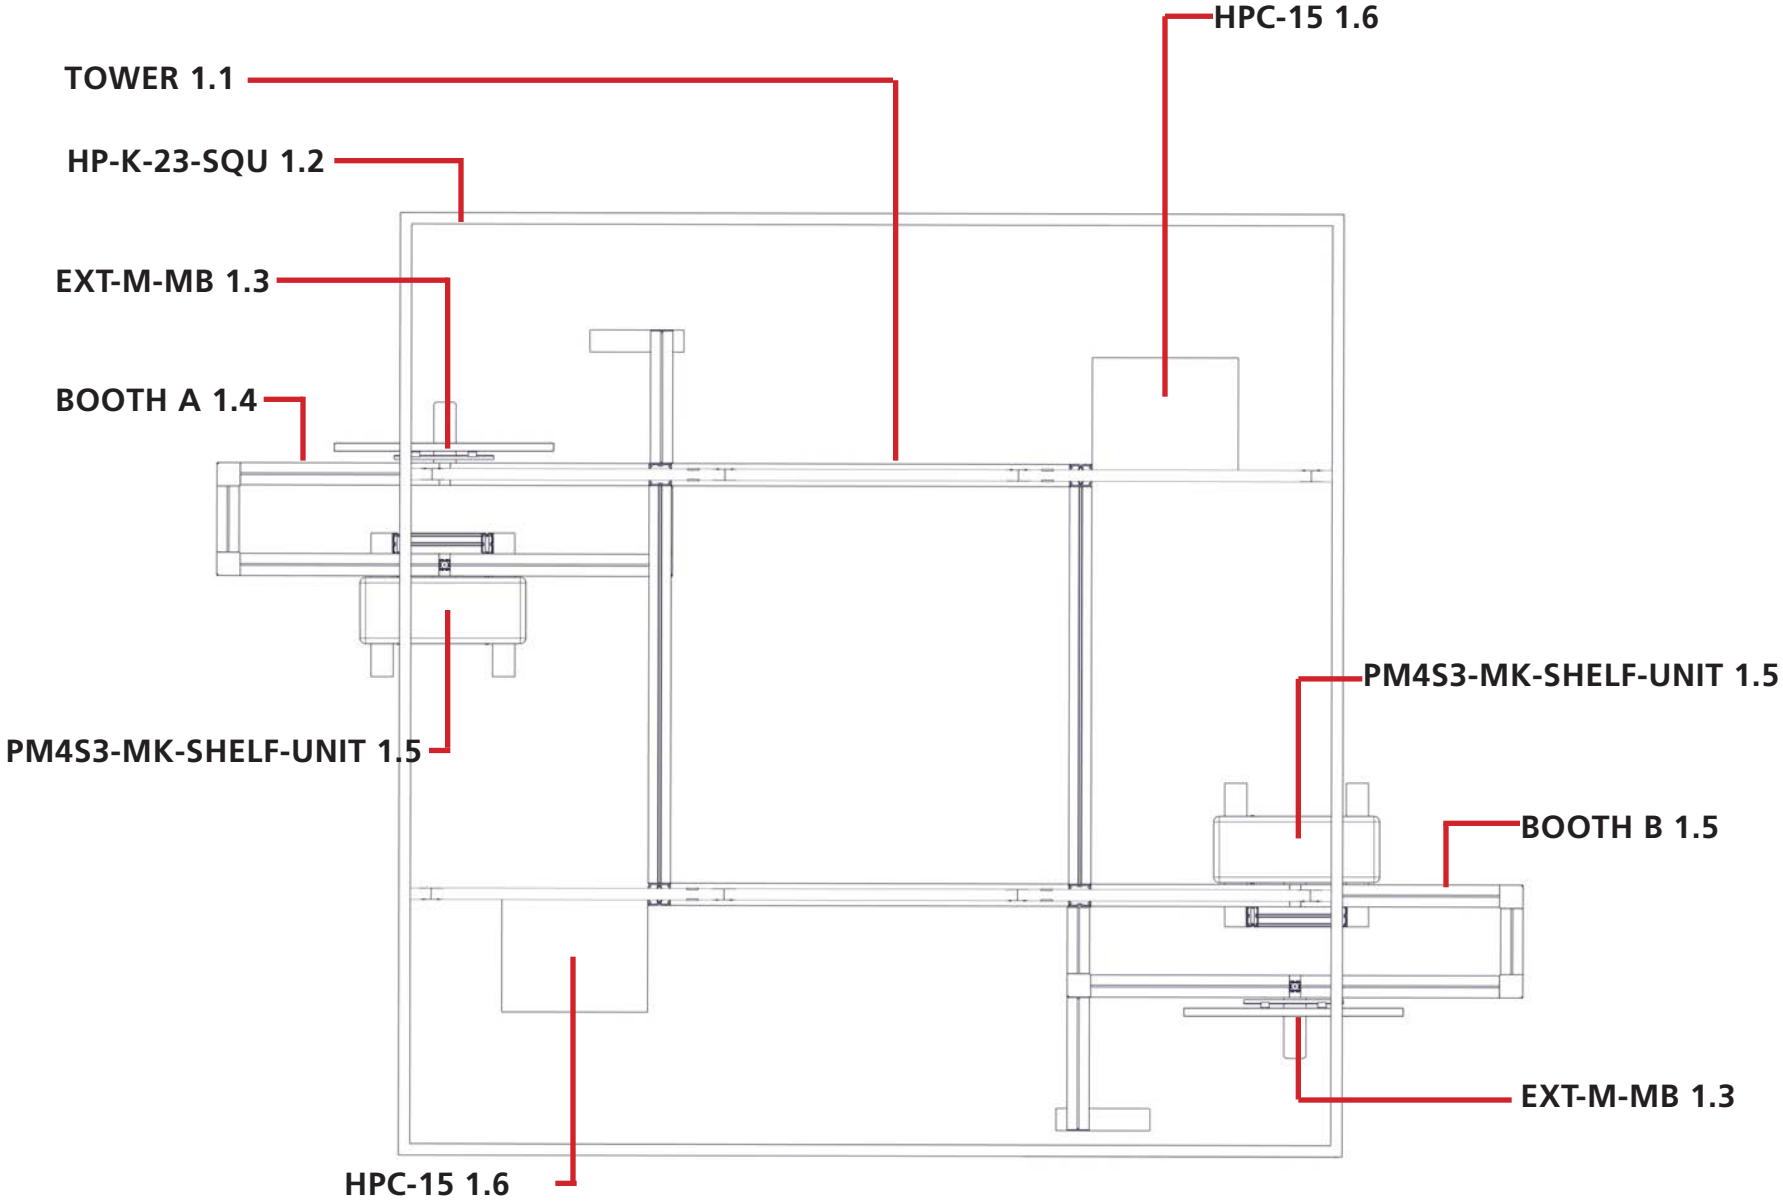 HPC-15 1.6
TOWER 1.1
HP-K-23-SQU 1.2
EXT-M-MB 1.3
BOOTH A 1.4
PM4S3-MK-SHELF-UNIT 1.5
PM4S3-MK-SHELF-UNIT 1.5
BOOTH B 1.5
EXT-M-MB 1.3
HPC-15 1.6